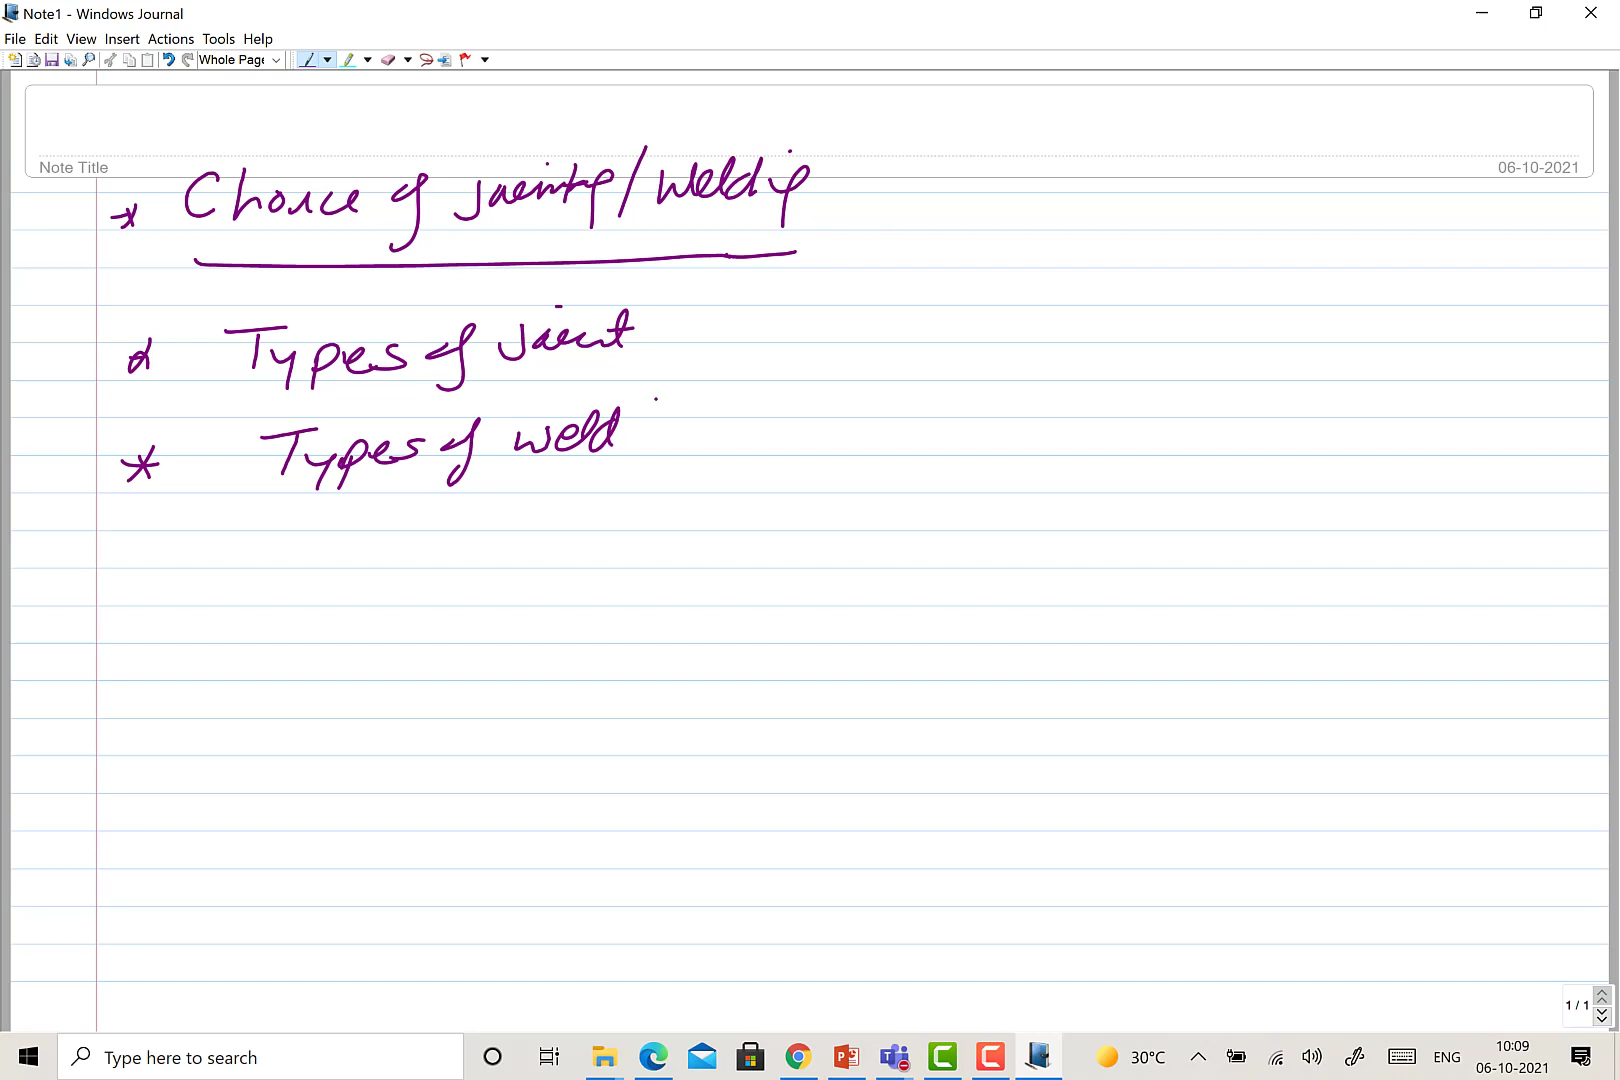 Note1 - Windows Journal
File Edit View Insert Actions Tools Help
Whole Page
Note Title
06-10-2021
* Choice of joining/Welding
* Types of joint
* Types of weld
1 / 1
Type here to search
30°C
ENG
10:09
06-10-2021